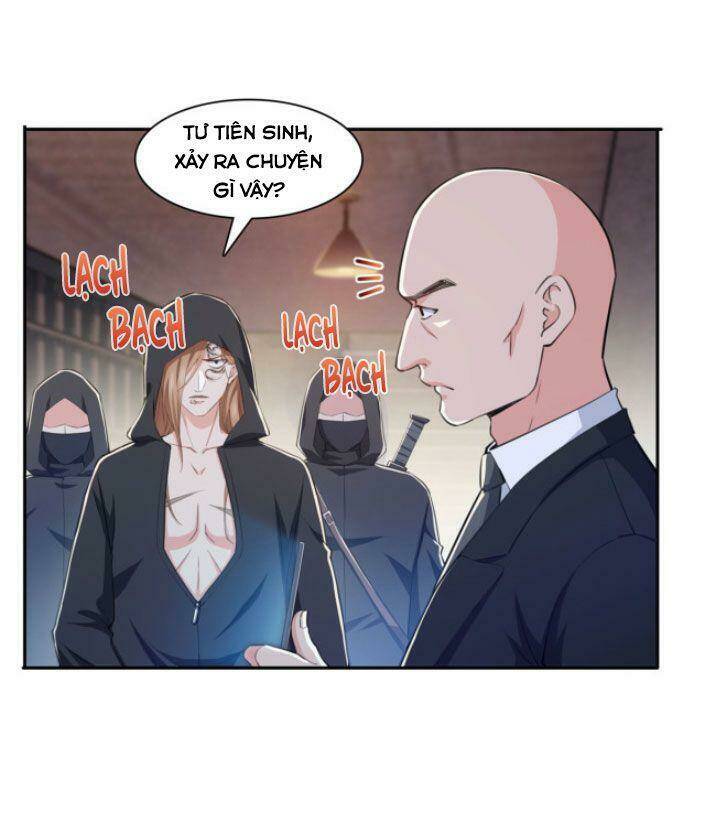 TƯ TIÊN SINH,
XẢY RA CHUYỆN
GÌ VẬY?
LẠCH
BẠCH
LẠCH
BẠCH